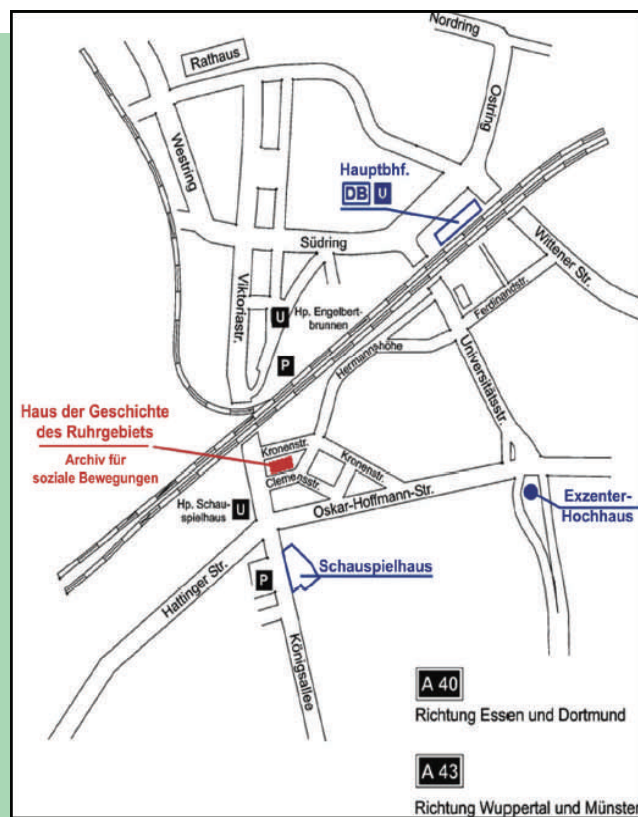 Nordring
Rathaus
Ostring
Westring
Hauptbhf.
DB U
Südring
Wittener Str.
Viktoriastr.
U
Hp. Engelbert-
brunnen
Ferdinandstr.
P
Hermannshöhe
Universitätsstr.
Haus der Geschichte
des Ruhrgebiets
Archiv für
soziale Bewegungen
Kronenstr.
Kronenstr.
Clemensstr.
Hp. Schau-
spielhaus
U
Oskar-Hoffmann-Str.
Exzenter-
Hochhaus
Hattinger Str.
P
Schauspielhaus
Königsallee
A 40
Richtung Essen und Dortmund
A 43
Richtung Wuppertal und Münster